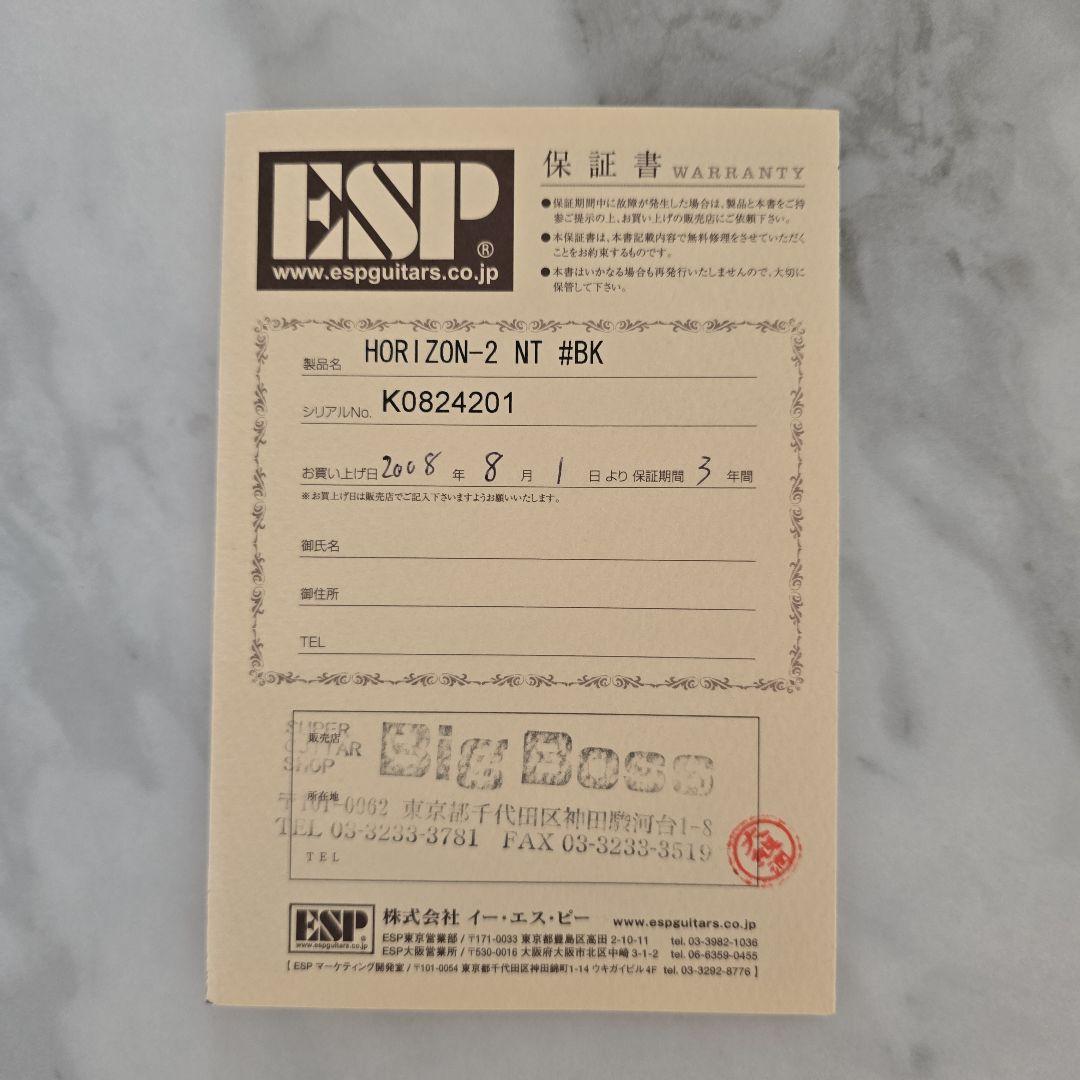 ESP®
www.espguitars.co.jp
保証書 WARRANTY
●保証期間中に故障が発生した場合は、製品と本書をご持
参ご提示の上、お買い上げの販売店にご依頼下さい。
●本保証書は、本書記載内容で無料修理をさせていただく
ことをお約束するものです。
●本書はいかなる場合も再発行いたしませんので、大切に
保管して下さい。
製品名 HORIZON-2 NT #BK
シリアルNo. K0824201
お買い上げ日 2008 年 8 月 1 日より 保証期間 3 年間
※お買上げ日は販売店でご記入下さいますようお願いいたします。
御氏名
御住所
TEL
販売店
SUPER GUITAR SHOP Big Boss
所在地
〒101-0062 東京都千代田区神田駿河台1-8
TEL 03-3233-3781 FAX 03-3233-3519
TEL
ESP®
www.espguitars.co.jp
株式会社 イー・エス・ピー www.espguitars.co.jp
ESP東京営業部/〒171-0033 東京都豊島区高田 2-10-11 tel. 03-3982-1036
ESP大阪営業所/〒530-0016 大阪府大阪市北区中崎 3-1-2 tel. 06-6359-0455
【ESP マーケティング開発室/〒101-0054 東京都千代田区神田錦町1-14 ウキガイビル 4F tel. 03-3292-8776】